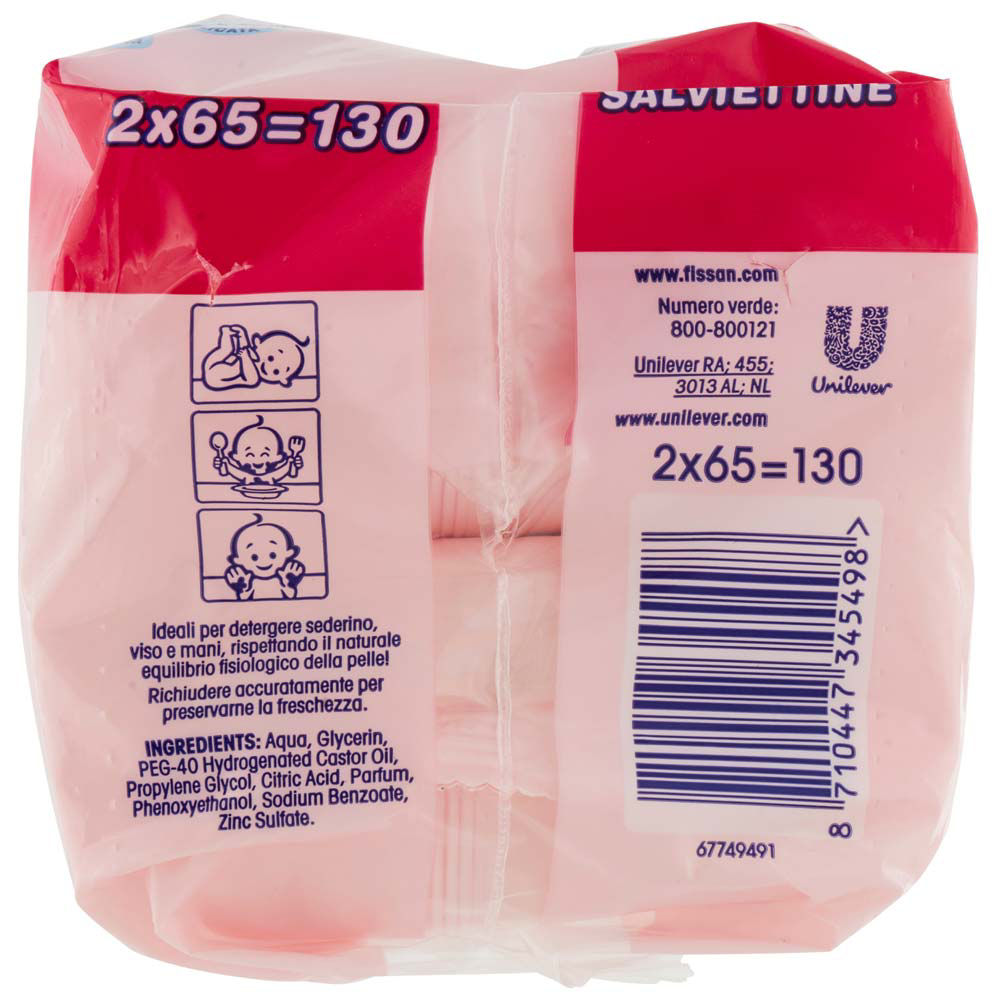 2x65=130
Ideali per detergere sederino,
viso e mani, rispettando il naturale
equilibrio fisiologico della pelle!
Richiudere accuratamente per
preservarne la freschezza.
INGREDIENTS: Aqua, Glycerin,
PEG-40 Hydrogenated Castor Oil,
Propylene Glycol, Citric Acid, Parfum,
Phenoxyethanol, Sodium Benzoate,
Zinc Sulfate.
SALVIETTINE
www.fissan.com
Numero verde:
800-800121
Unilever RA; 455;
3013 AL; NL
www.unilever.com
Unilever
2x65=130
8 710447 345498 >
67749491